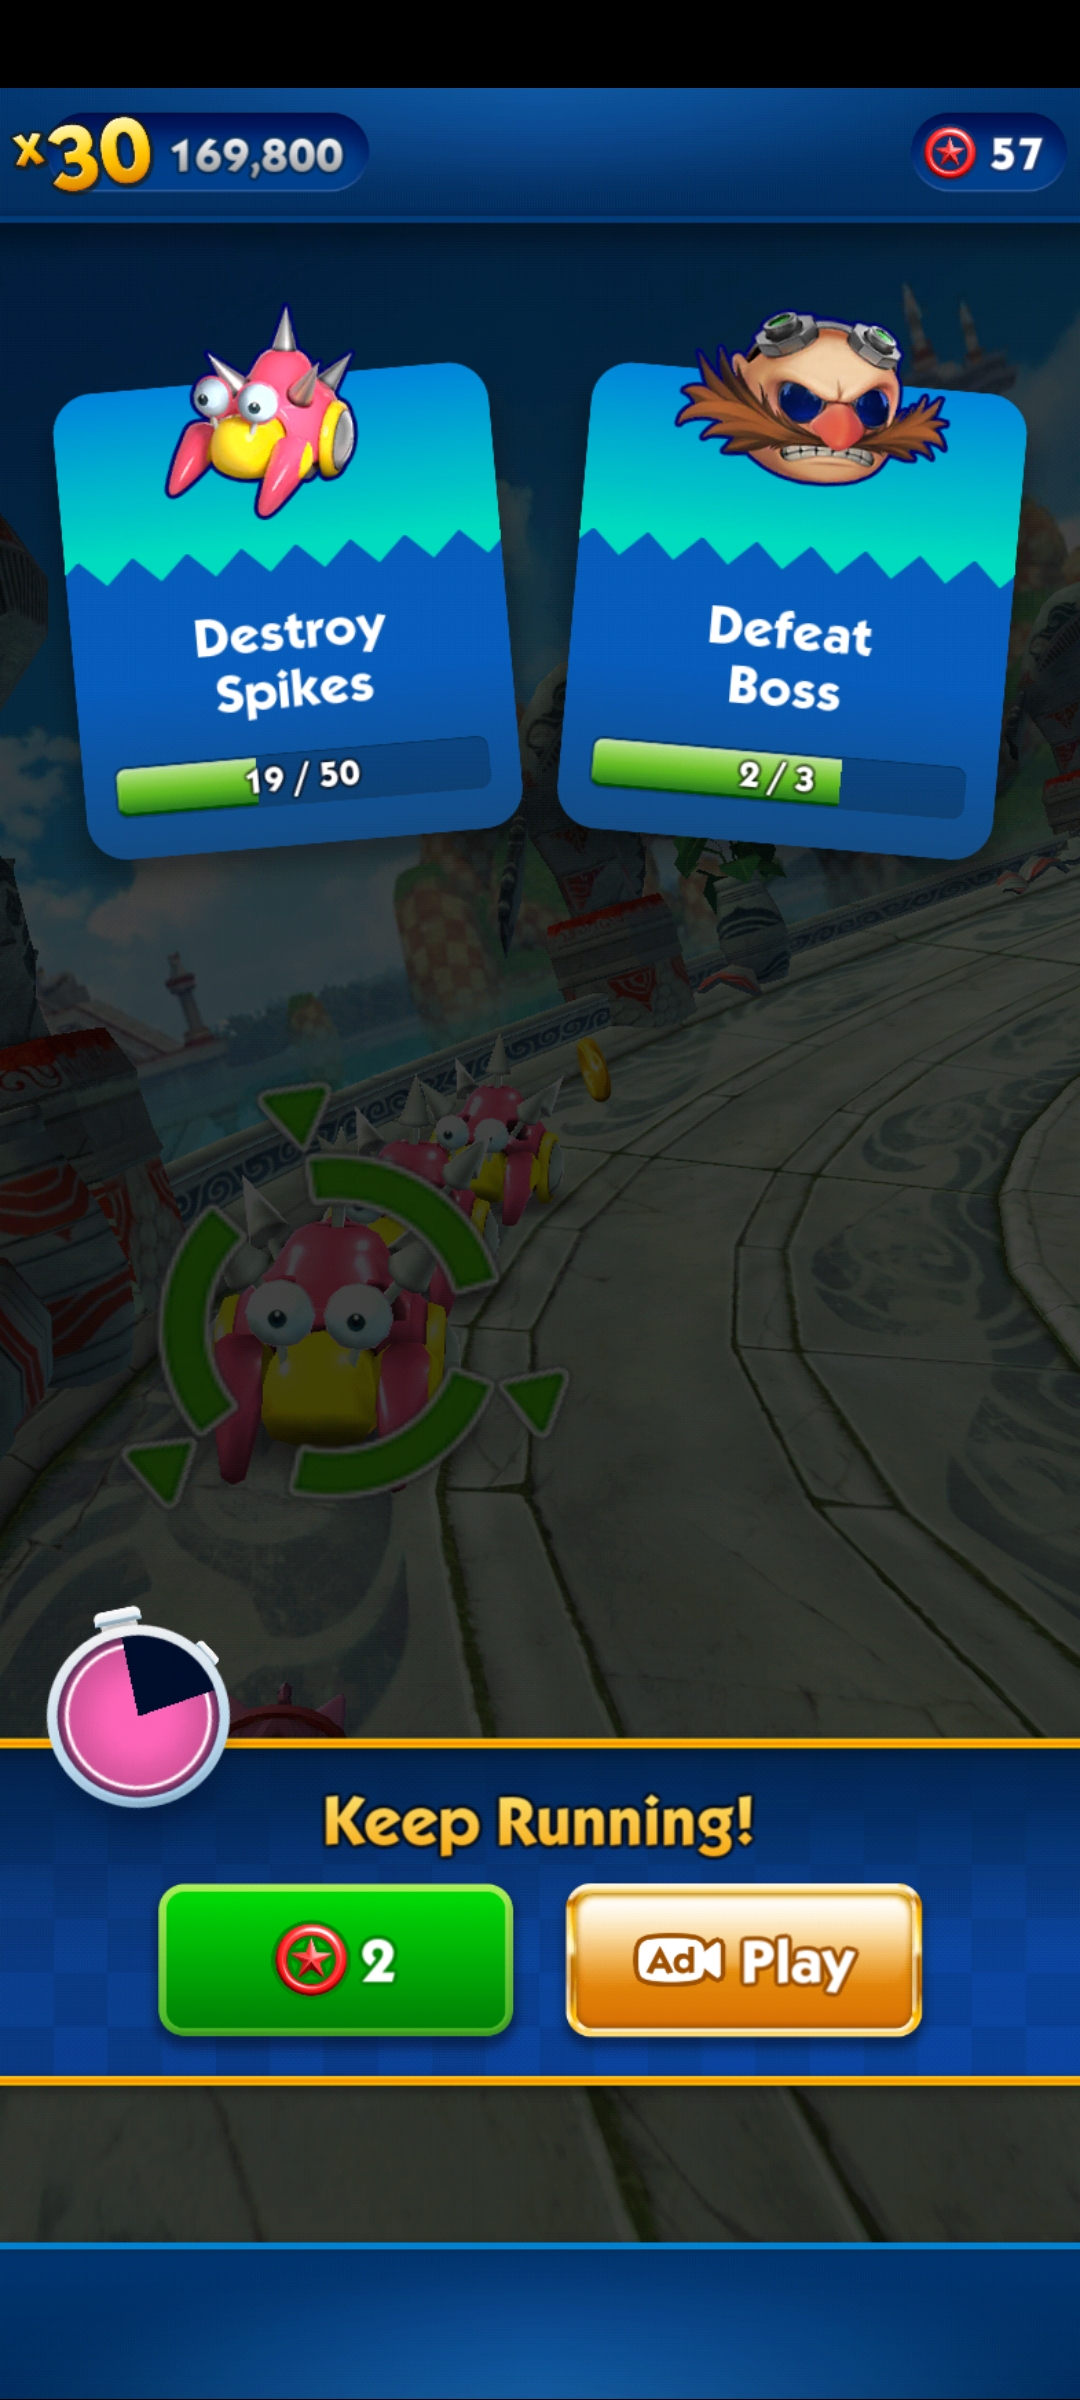 x30 169,800
57
Destroy
Spikes
19 / 50
Defeat
Boss
2 / 3
Keep Running!
2
Ad Play